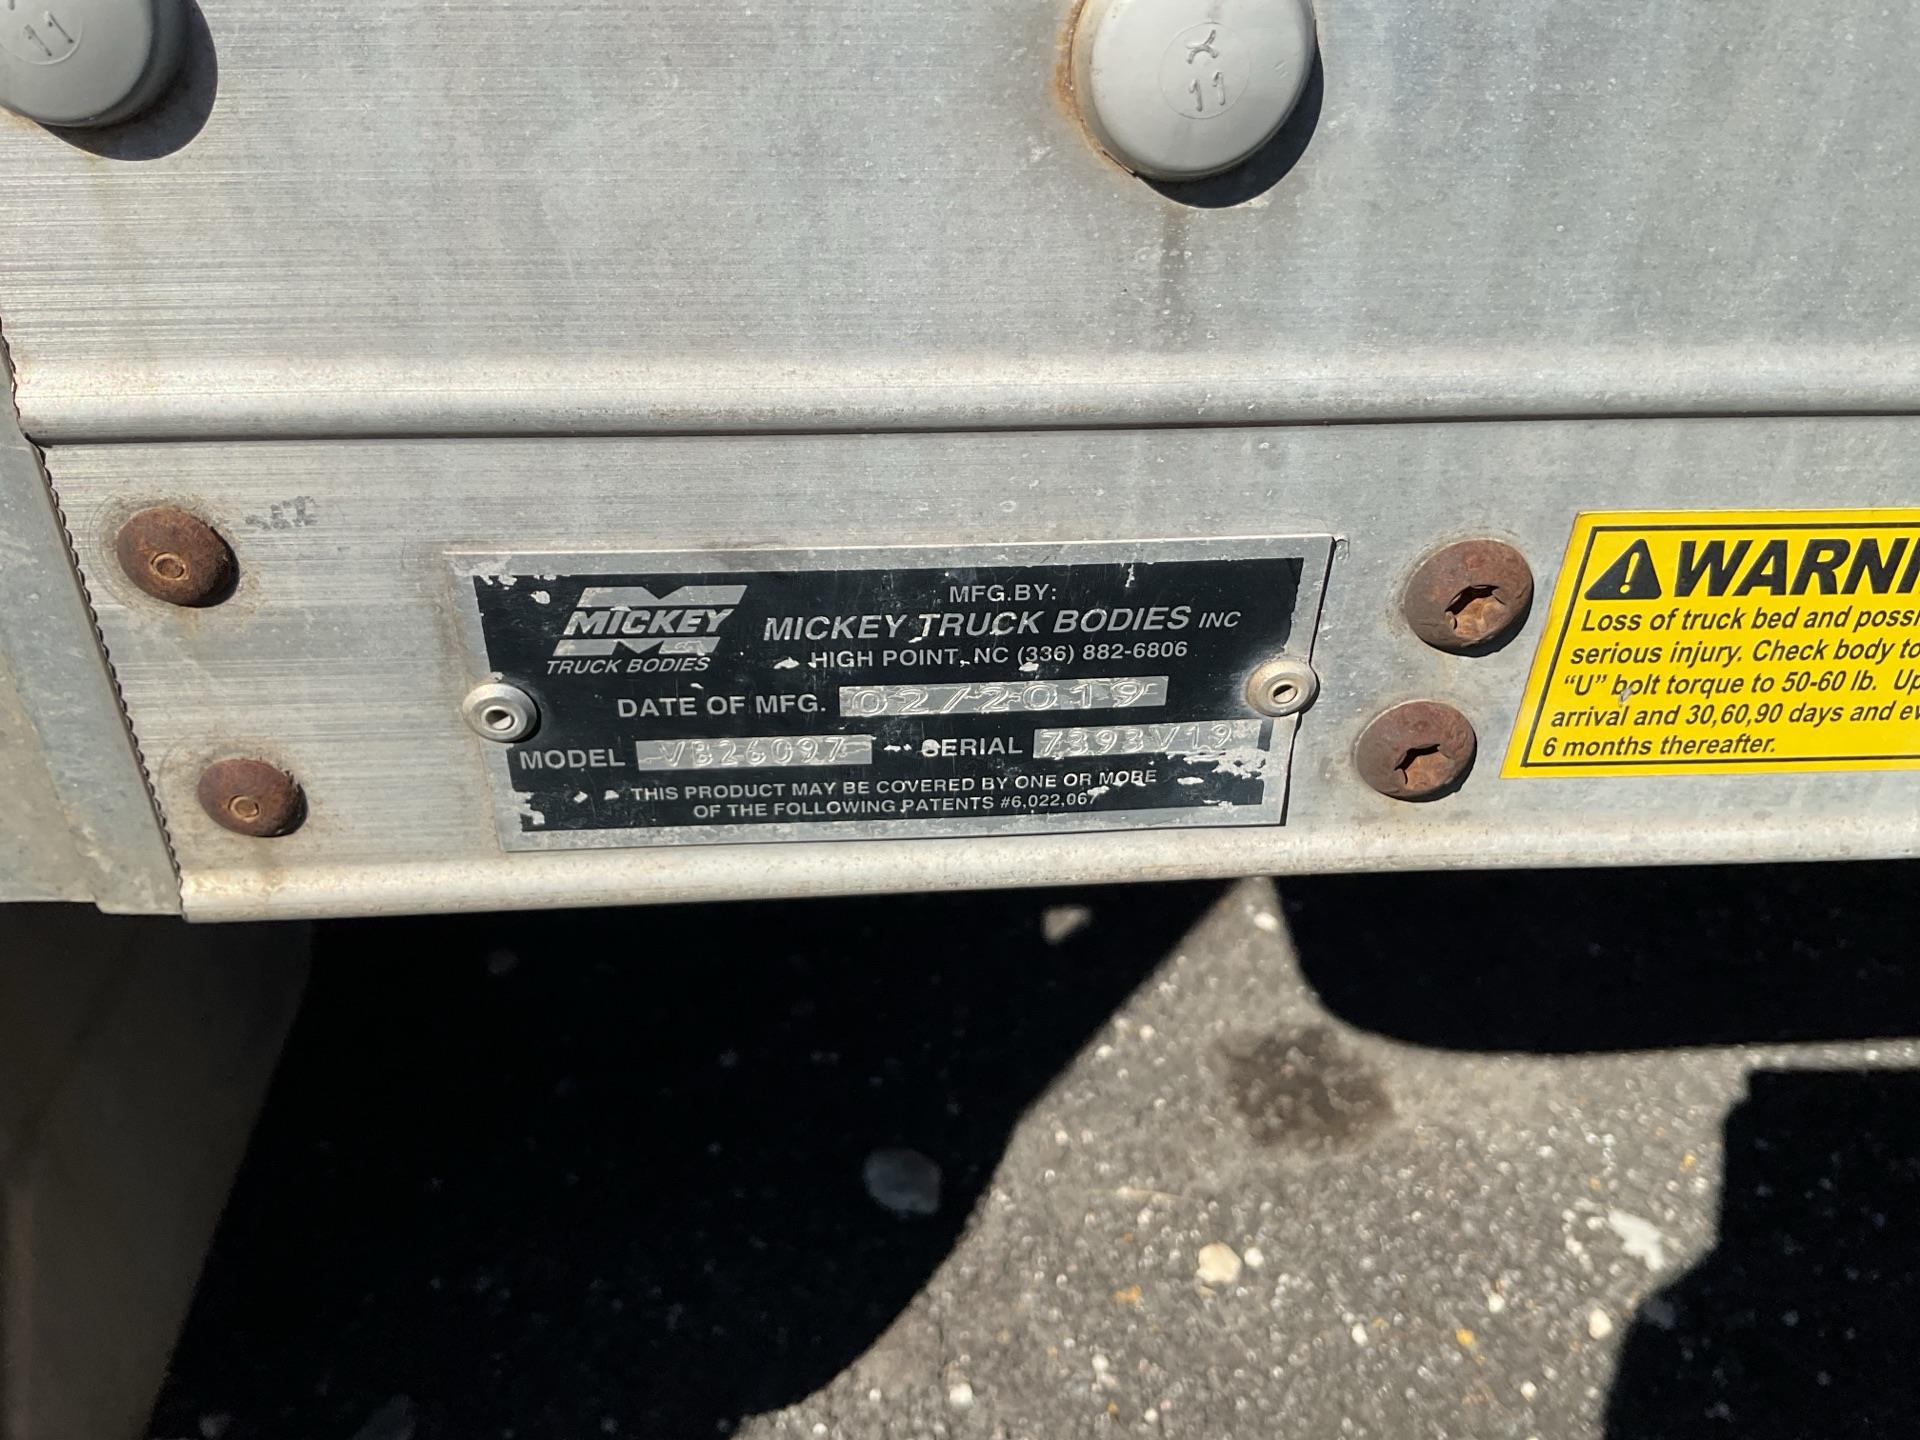 11
11
MICKEY
TRUCK BODIES
MFG.BY:
MICKEY TRUCK BODIES INC
HIGH POINT, NC (336) 882-6806
DATE OF MFG. 02/2019
MODEL VB26097 SERIAL 7393V19
THIS PRODUCT MAY BE COVERED BY ONE OR MORE
OF THE FOLLOWING PATENTS #6,022,067
WARNI
Loss of truck bed and possi
serious injury. Check body to
"U" bolt torque to 50-60 lb. Up
arrival and 30,60,90 days and ev
6 months thereafter.